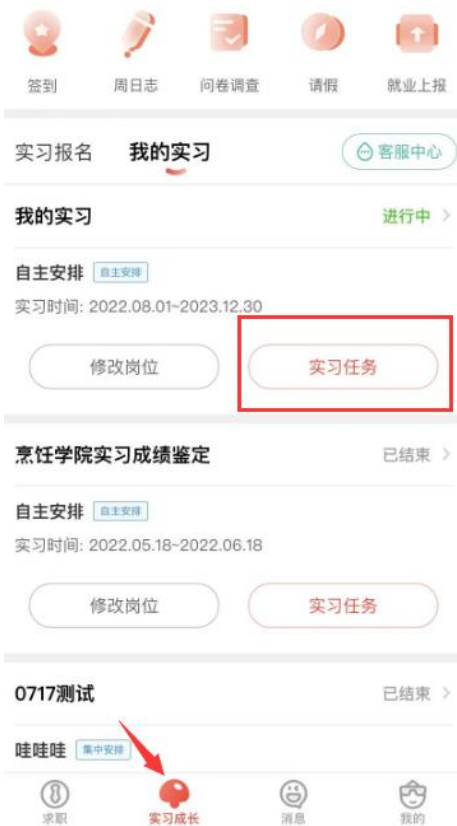 签到 周日志 问卷调查 请假 就业上报
实习报名 我的实习 客服中心
我的实习 进行中
自主安排 自主安排
实习时间: 2022.08.01~2023.12.30
修改岗位 实习任务
烹饪学院实习成绩鉴定 已结束
自主安排 自主安排
实习时间: 2022.05.18~2022.06.18
修改岗位 实习任务
0717测试 已结束
哇哇哇 集中安排
求职 实习成长 消息 我的